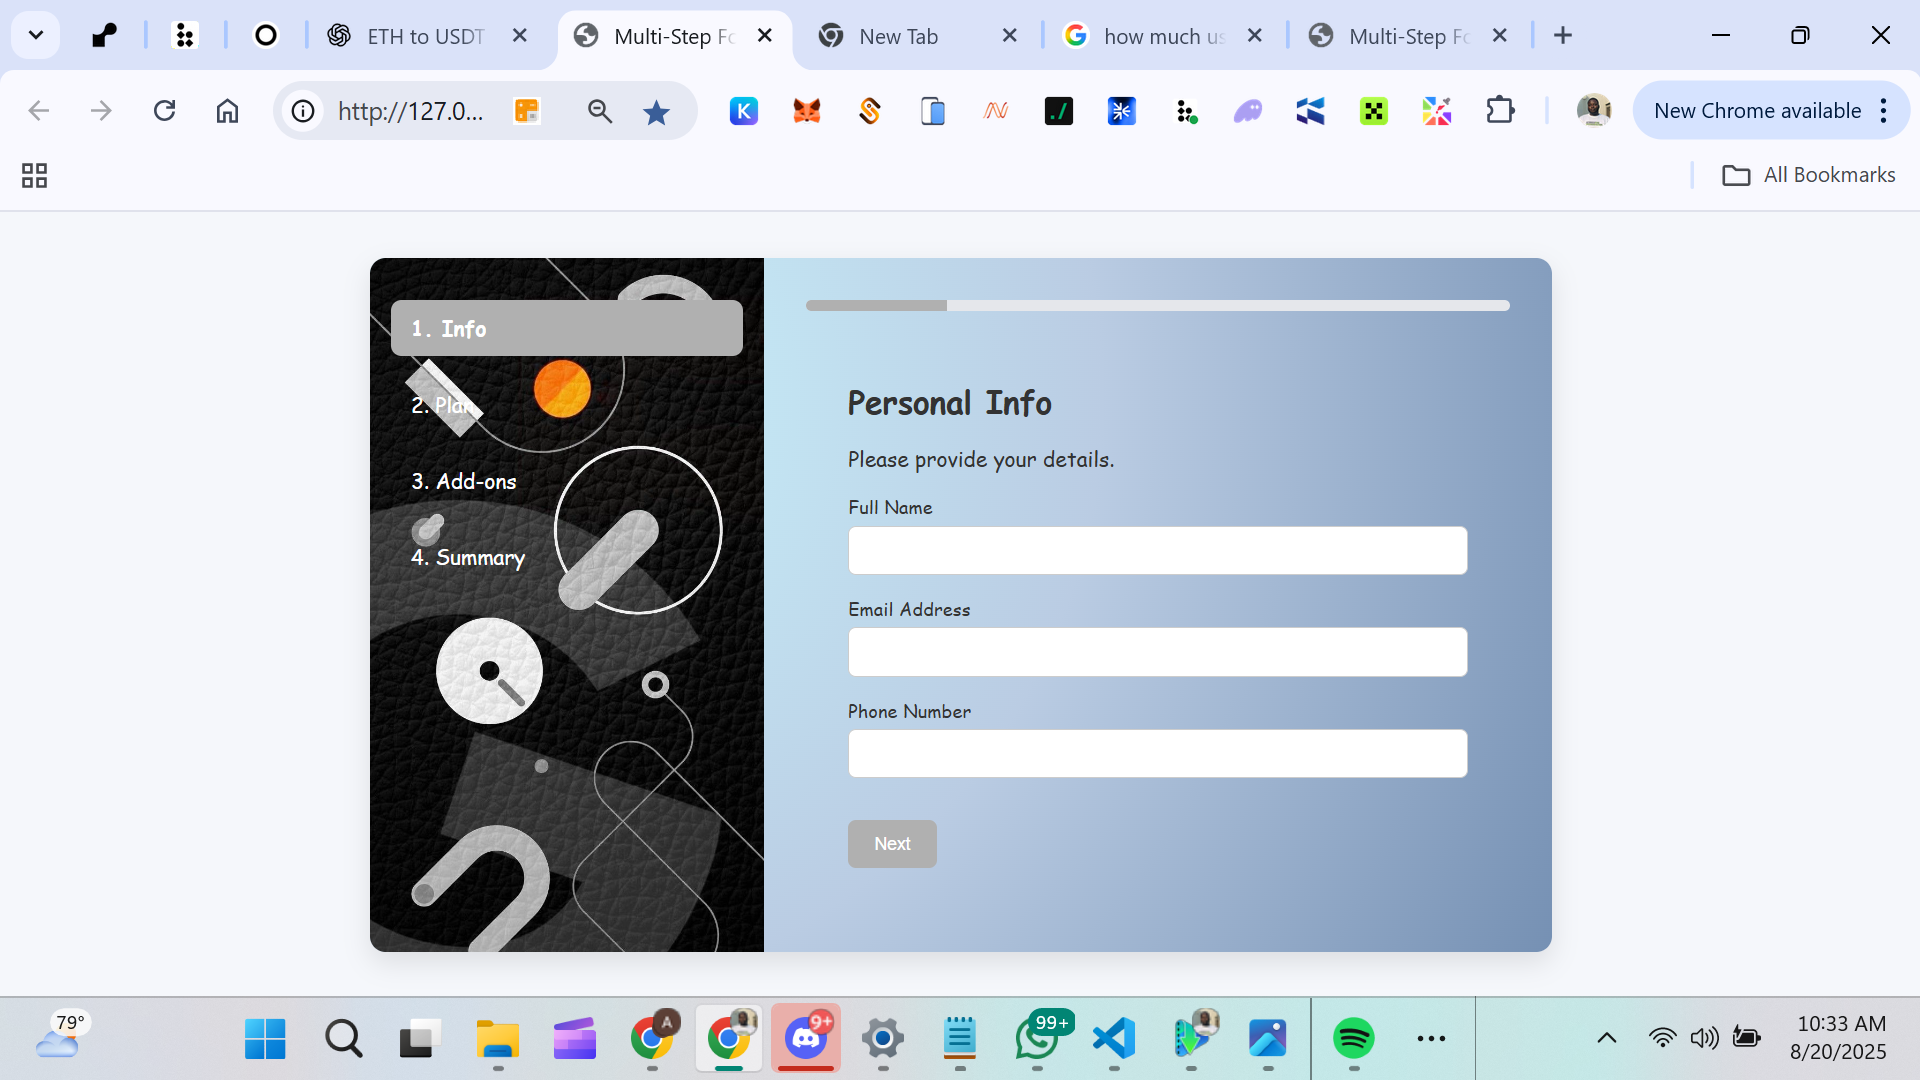 ETH to USDT
Multi-Step Fo
New Tab
how much us
Multi-Step Fo
http://127.0...
New Chrome available
All Bookmarks
1. Info
2. Plan
3. Add-ons
4. Summary
Personal Info
Please provide your details.
Full Name
Email Address
Phone Number
Next
79°
A
9+
99+
10:33 AM
8/20/2025